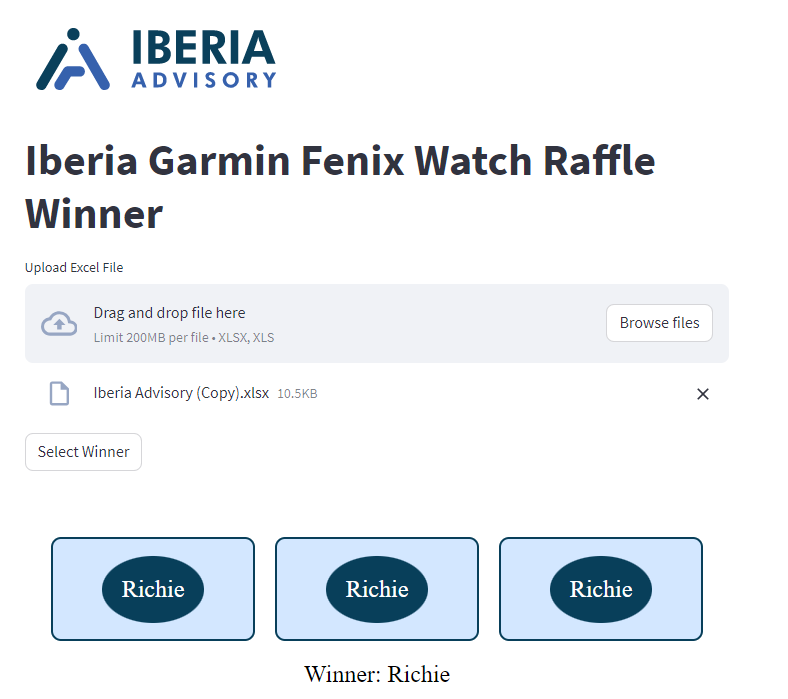 IBERIA
ADVISORY
Iberia Garmin Fenix Watch Raffle
Winner
Upload Excel File
Drag and drop file here
Limit 200MB per file • XLSX, XLS
Browse files
Iberia Advisory (Copy).xlsx 10.5KB
Select Winner
Richie Richie Richie
Winner: Richie